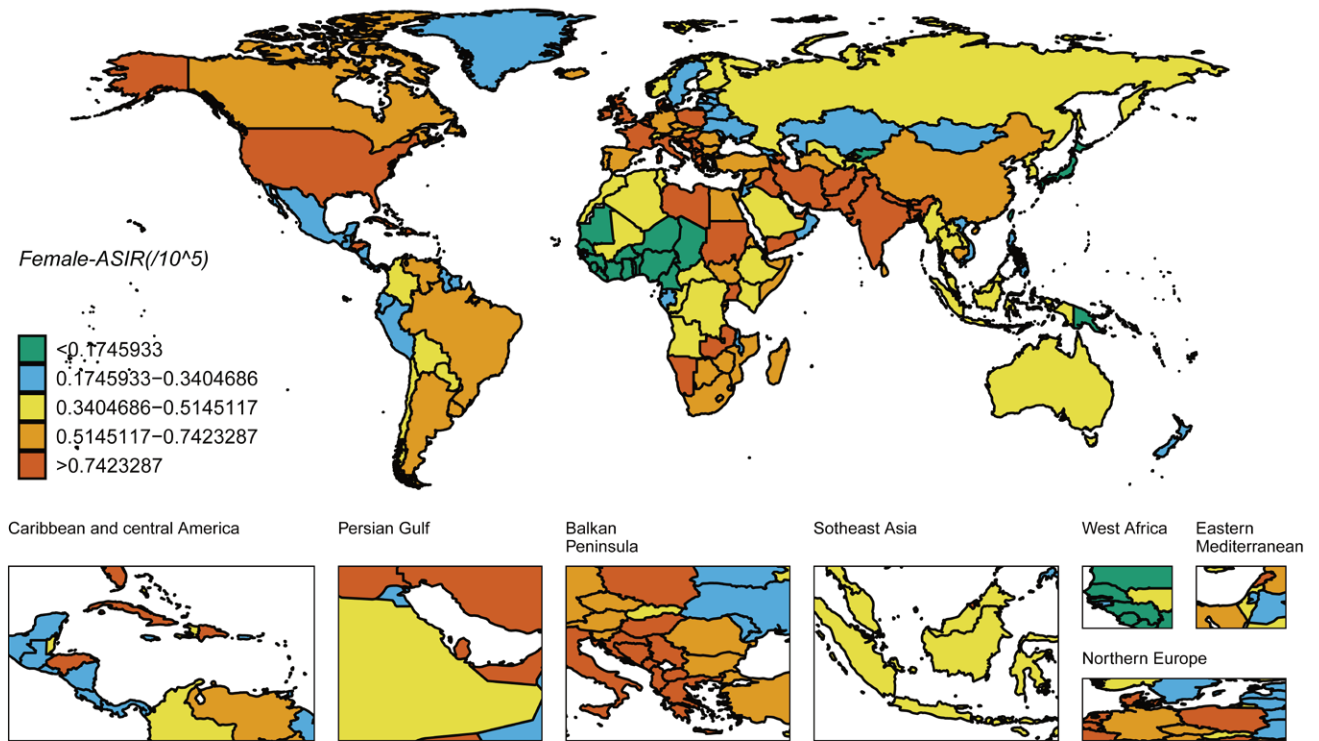 Female-ASIR(/10^5)
<0.1745933
0.1745933−0.3404686
0.3404686−0.5145117
0.5145117−0.7423287
>0.7423287
Caribbean and central America
Persian Gulf
Balkan
Peninsula
Sotheast Asia
West Africa
Eastern
Mediterranean
Northern Europe